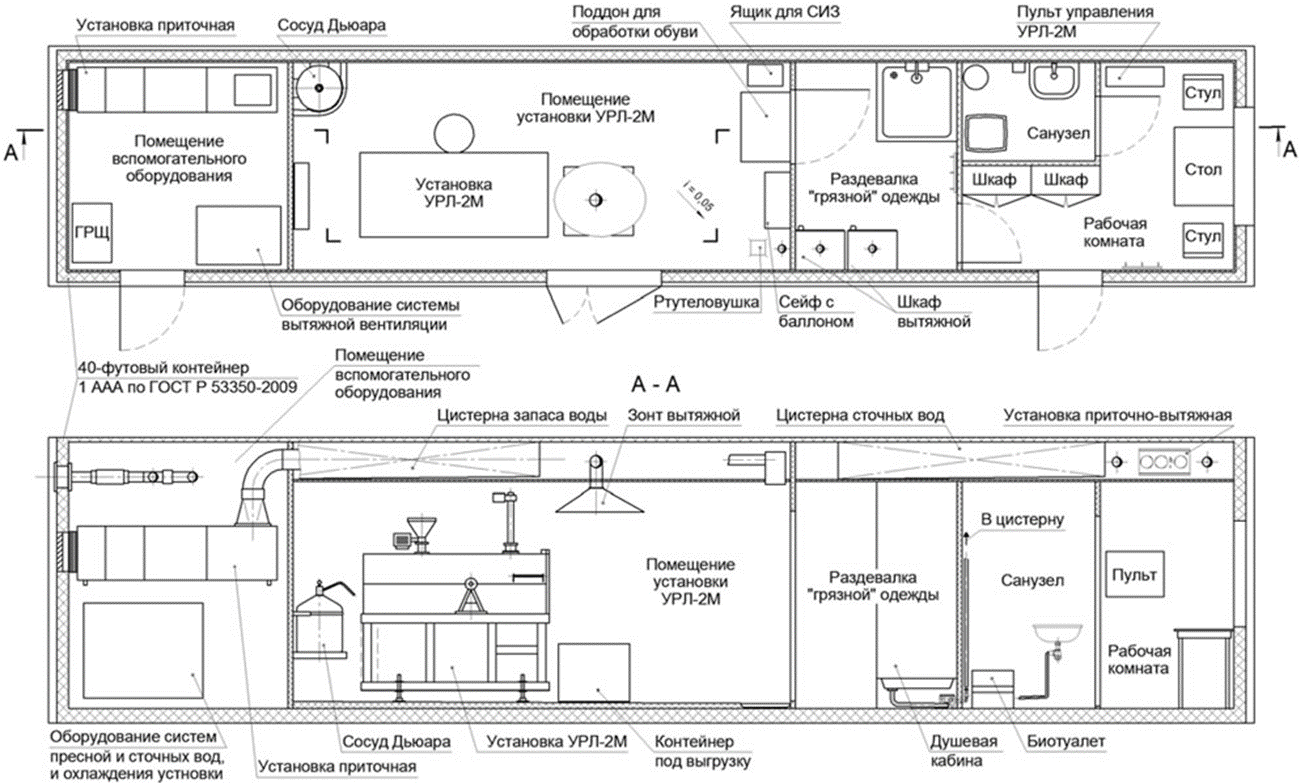 Установка приточная
Сосуд Дьюара
Поддон для
обработки обуви
Ящик для СИЗ
Пульт управления
УРЛ-2М
А
А
Помещение
вспомогательного
оборудования
ГРЩ
Помещение
установки УРЛ-2М
Установка
УРЛ-2М
i = 0,05
Раздевалка
"грязной" одежды
Санузел
Шкаф
Шкаф
Стул
Стол
Стул
Рабочая
комната
Оборудование системы
вытяжной вентиляции
Ртутеловушка
Сейф с
баллоном
Шкаф
вытяжной
40-футовый контейнер
1 ААА по ГОСТ Р 53350-2009
Помещение
вспомогательного
оборудования
А - А
Цистерна запаса воды
Зонт вытяжной
Цистерна сточных вод
Установка приточно-вытяжная
В цистерну
Помещение
установки
УРЛ-2М
Раздевалка
"грязной" одежды
Санузел
Пульт
Рабочая
комната
Оборудование систем
пресной и сточных вод,
и охлаждения устновки
Установка приточная
Сосуд Дьюара
Установка УРЛ-2М
Контейнер
под выгрузку
Душевая
кабина
Биотуалет